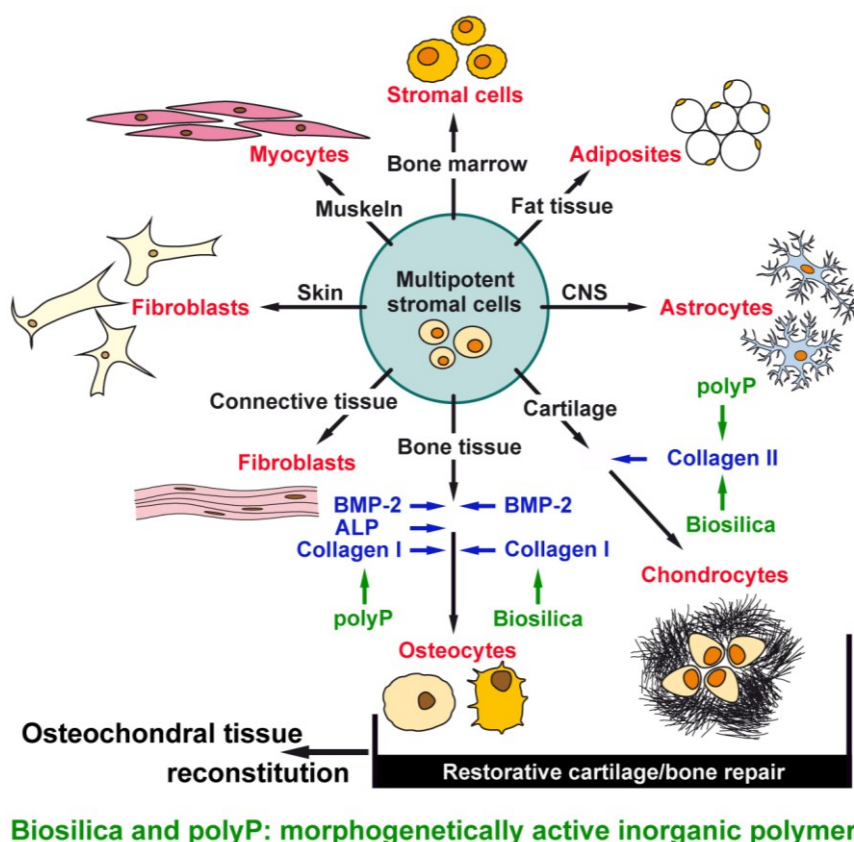 Stromal cells
Myocytes
Bone marrow
Adiposites
Muskeln
Fat tissue
Fibroblasts
Skin
Multipotent
stromal cells
CNS
Astrocytes
Connective tissue
Cartilage
polyP
Bone tissue
Fibroblasts
Collagen II
BMP-2
BMP-2
ALP
Biosilica
Collagen I
Collagen I
Chondrocytes
polyP
Biosilica
Osteocytes
Osteochondral tissue
reconstitution
Restorative cartilage/bone repair
Biosilica and polyP: morphogenetically active inorganic polymer